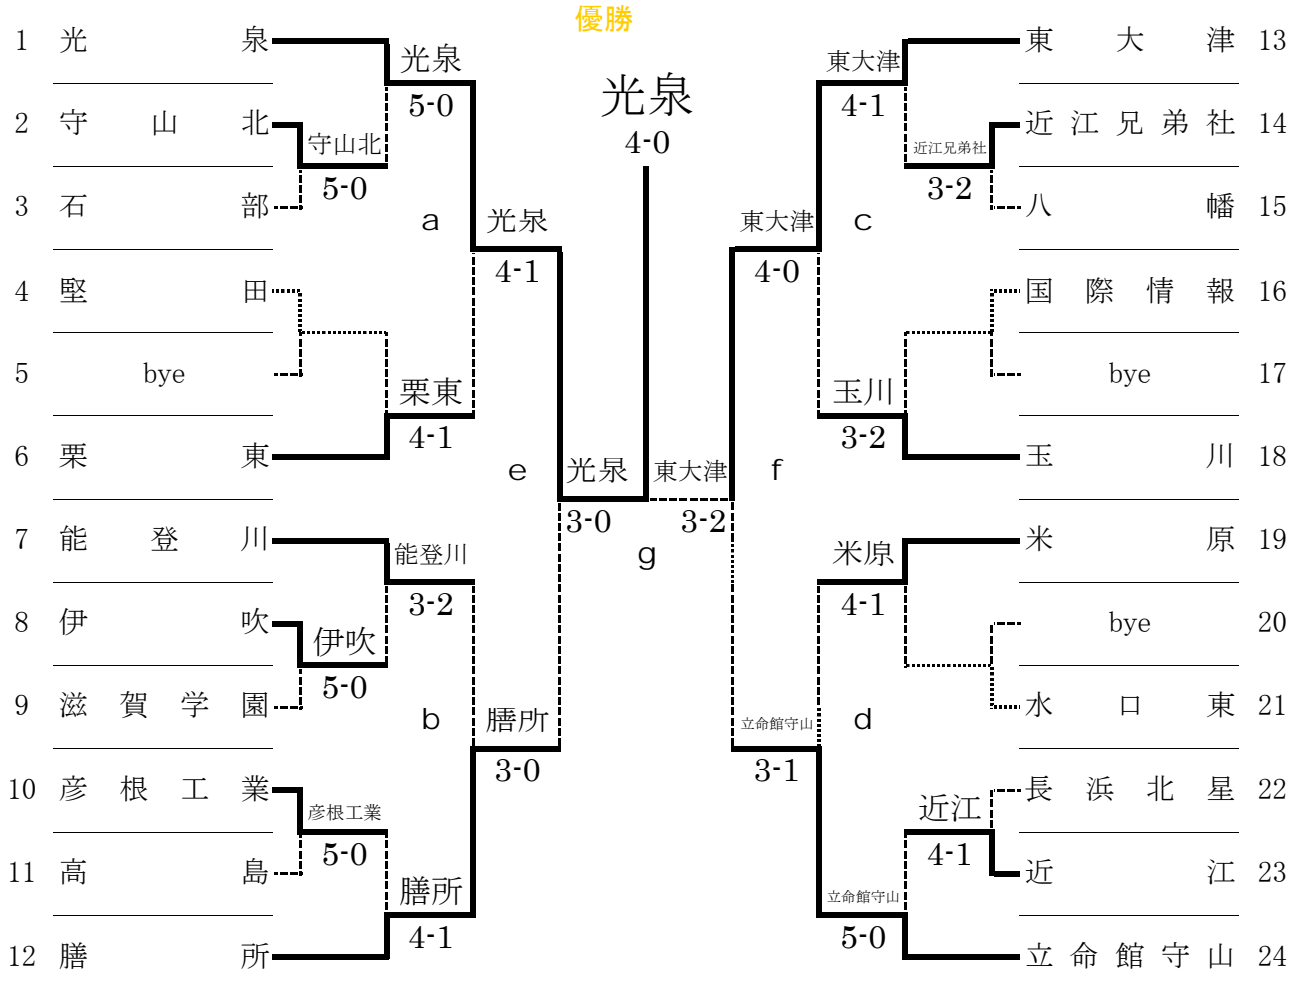 優勝
光泉
4-0
1 光泉
2 守山北
3 石部
4 堅田
5 bye
6 栗東
7 能登川
8 伊吹
9 滋賀学園
10 彦根工業
11 高島
12 膳所
守山北
5-0
伊吹
5-0
彦根工業
5-0
光泉
5-0
栗東
4-1
能登川
3-2
膳所
4-1
a
b
光泉
4-1
膳所
3-0
e
光泉
3-0
東大津
3-2
g
f
東大津
4-0
立命館守山
3-1
c
d
東大津
4-1
玉川
3-2
米原
4-1
立命館守山
5-0
近江兄弟社
3-2
近江
4-1
東大津 13
近江兄弟社 14
八幡 15
国際情報 16
bye 17
玉川 18
米原 19
bye 20
水口東 21
長浜北星 22
近江 23
立命館守山 24